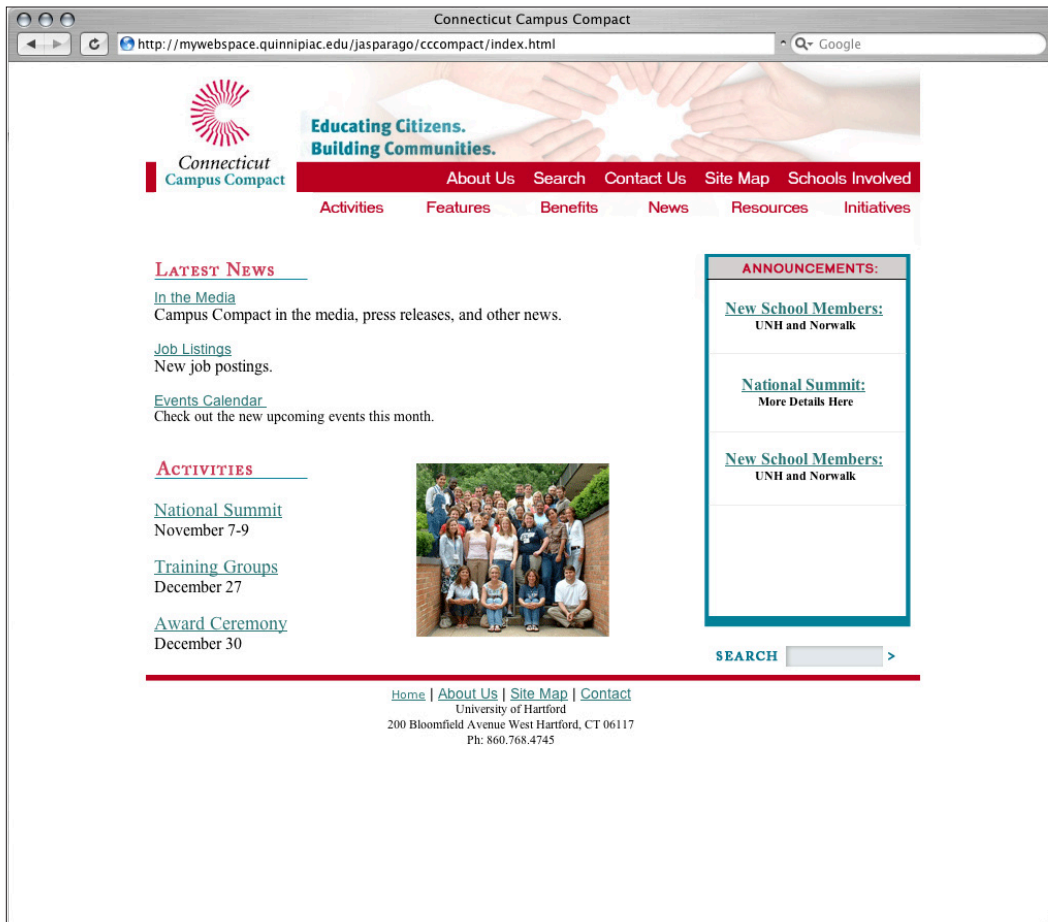 Connecticut Campus Compact
http://mywebspace.quinnipiac.edu/jasparago/cccompact/index.html
Google
Educating Citizens.
Building Communities.
Connecticut
Campus Compact
About Us Search Contact Us Site Map Schools Involved
Activities Features Benefits News Resources Initiatives
LATEST NEWS
In the Media
Campus Compact in the media, press releases, and other news.
Job Listings
New job postings.
Events Calendar
Check out the new upcoming events this month.
ACTIVITIES
National Summit
November 7-9
Training Groups
December 27
Award Ceremony
December 30
ANNOUNCEMENTS:
New School Members:
UNH and Norwalk
National Summit:
More Details Here
New School Members:
UNH and Norwalk
SEARCH >
Home | About Us | Site Map | Contact
University of Hartford
200 Bloomfield Avenue West Hartford, CT 06117
Ph: 860.768.4745